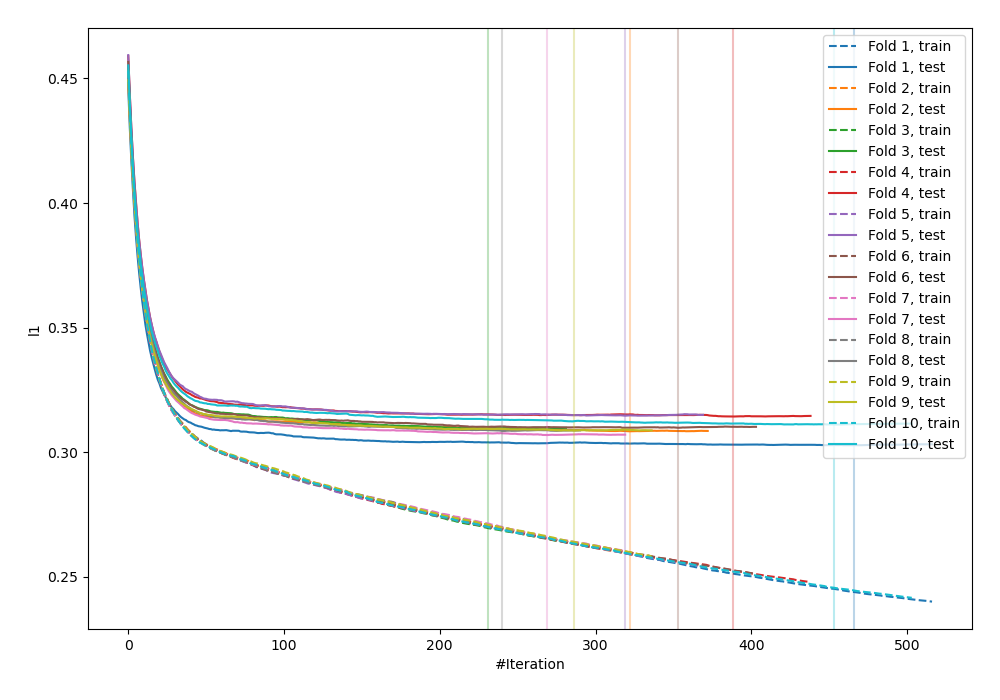 0.45
0.40
0.35
0.30
0.25
l1
0
100
200
300
400
500
#Iteration
Fold 1, train
Fold 1, test
Fold 2, train
Fold 2, test
Fold 3, train
Fold 3, test
Fold 4, train
Fold 4, test
Fold 5, train
Fold 5, test
Fold 6, train
Fold 6, test
Fold 7, train
Fold 7, test
Fold 8, train
Fold 8, test
Fold 9, train
Fold 9, test
Fold 10, train
Fold 10, test